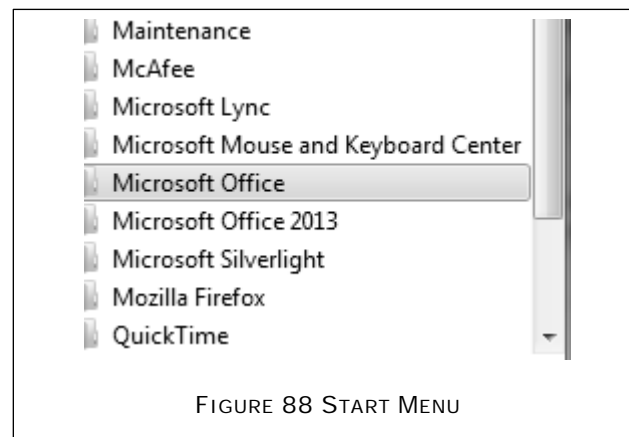 Maintenance
McAfee
Microsoft Lync
Microsoft Mouse and Keyboard Center
Microsoft Office
Microsoft Office 2013
Microsoft Silverlight
Mozilla Firefox
QuickTime
FIGURE 88 START MENU